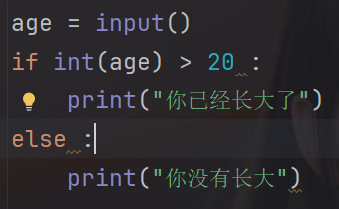 age = input()
if int(age) > 20 :
    print("你已经长大了")
else :
    print("你没有长大")